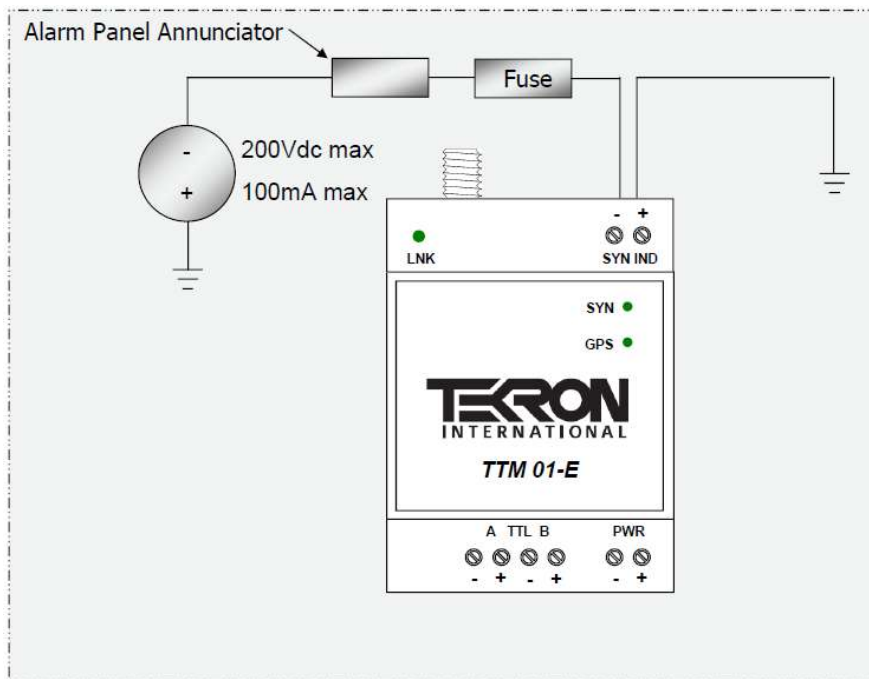 Alarm Panel Annunciator
Fuse
- 200Vdc max
+ 100mA max
- +
LNK
SYN IND
SYN
GPS
TEKRON
INTERNATIONAL
TTM 01-E
A TTL B PWR
- + - + - +